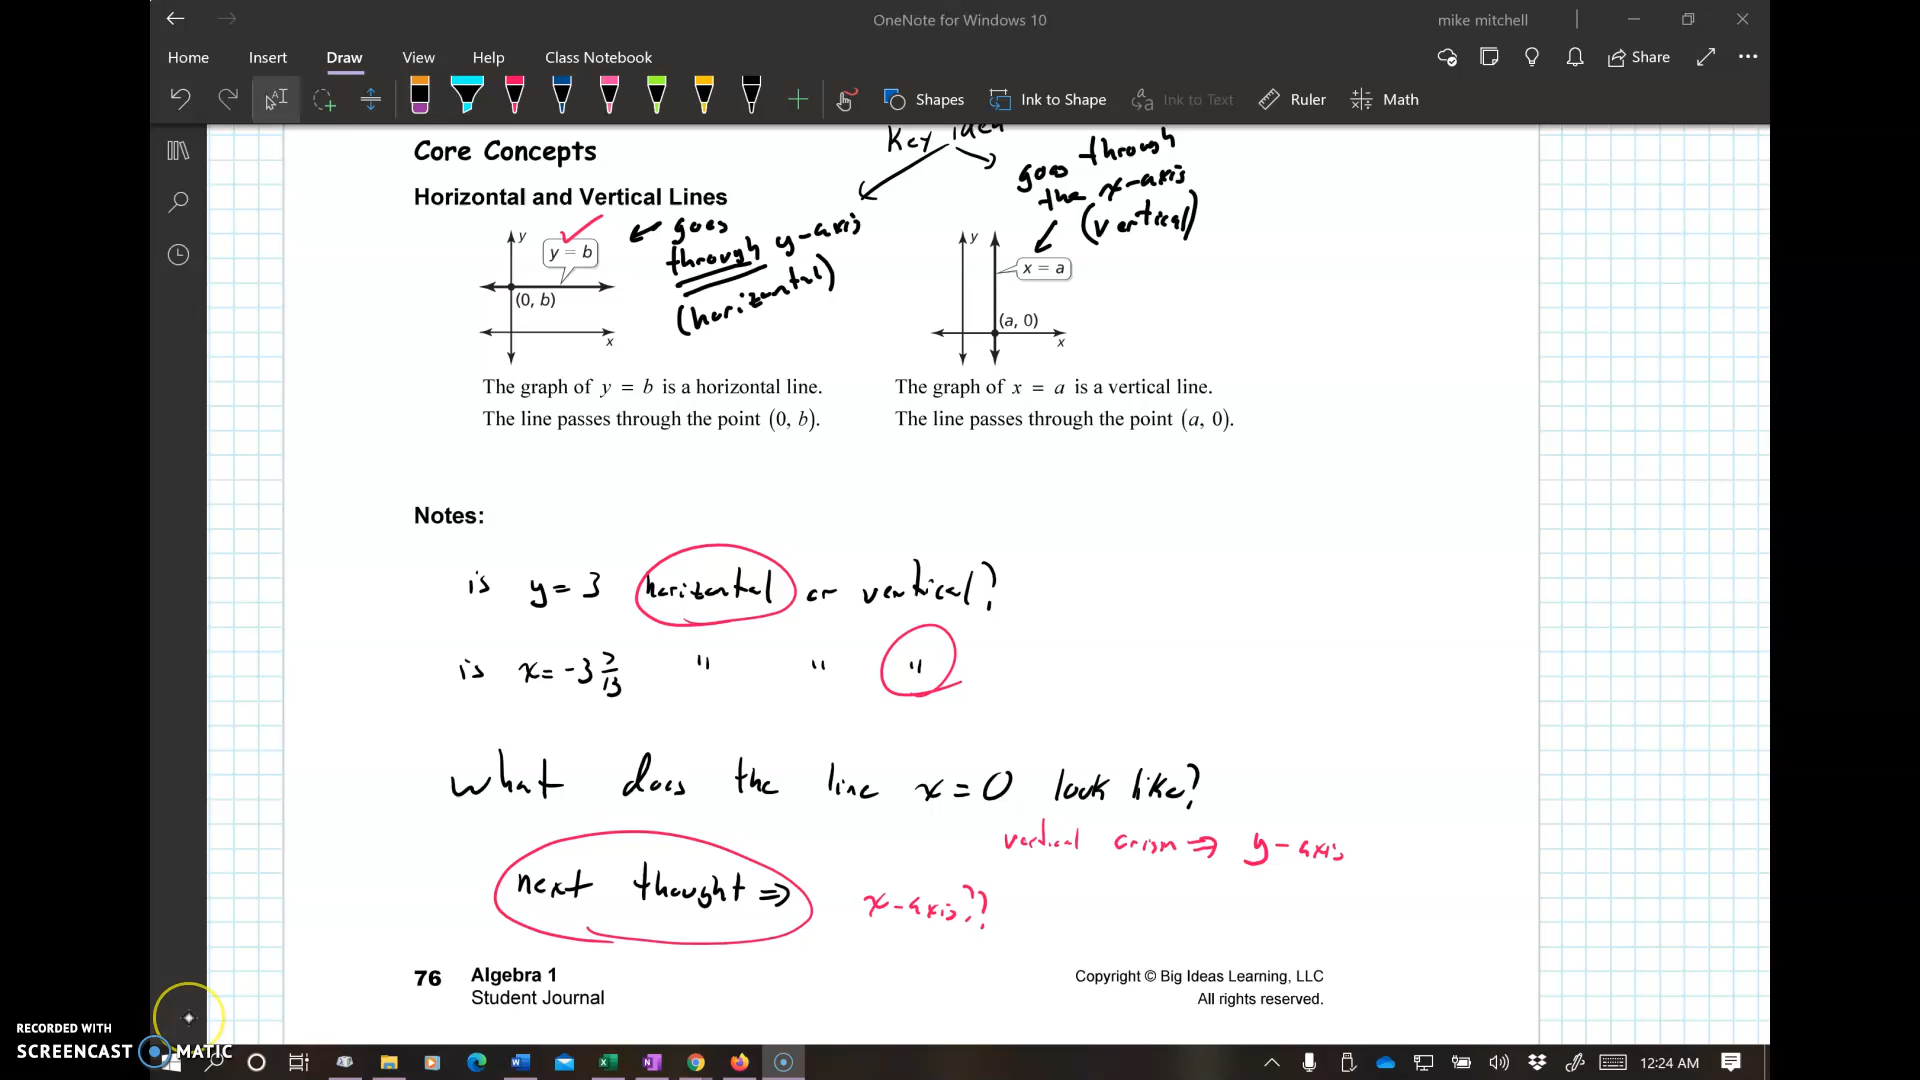 OneNote for Windows 10
mike mitchell
Home Insert Draw View Help Class Notebook
Share
Shapes Ink to Shape Ink to Text Ruler Math
Key idea
Core Concepts
Horizontal and Vertical Lines
goes through y-axis (horizontal)
goes through the x-axis (vertical)
y
y = b
(0, b)
x
y
x = a
(a, 0)
x
The graph of y = b is a horizontal line.
The line passes through the point (0, b).
The graph of x = a is a vertical line.
The line passes through the point (a, 0).
Notes:
is y = 3 horizontal or vertical?
is x = -3 " " "
what does the line x = 0 look like?
vertical ⇒ y-axis
next thought ⇒ x-axis??
76 Algebra 1
Student Journal
Copyright © Big Ideas Learning, LLC
All rights reserved.
RECORDED WITH
SCREENCAST MATIC
12:24 AM